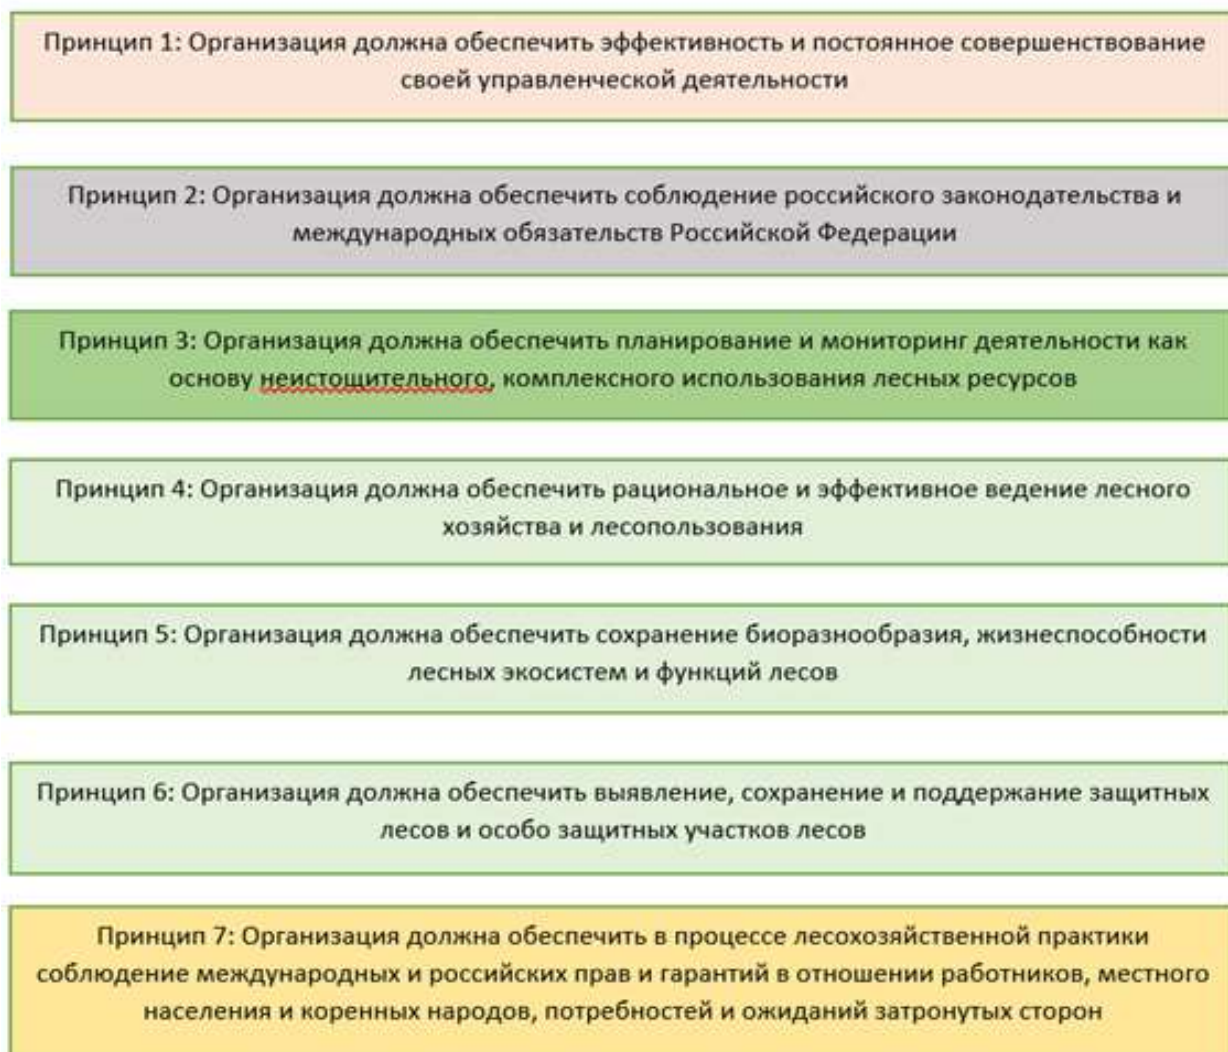 Принцип 1: Организация должна обеспечить эффективность и постоянное совершенствование
своей управленческой деятельности
Принцип 2: Организация должна обеспечить соблюдение российского законодательства и
международных обязательств Российской Федерации
Принцип 3: Организация должна обеспечить планирование и мониторинг деятельности как
основу неистощительного, комплексного использования лесных ресурсов
Принцип 4: Организация должна обеспечить рациональное и эффективное ведение лесного
хозяйства и лесопользования
Принцип 5: Организация должна обеспечить сохранение биоразнообразия, жизнеспособности
лесных экосистем и функций лесов
Принцип 6: Организация должна обеспечить выявление, сохранение и поддержание защитных
лесов и особо защитных участков лесов
Принцип 7: Организация должна обеспечить в процессе лесохозяйственной практики
соблюдение международных и российских прав и гарантий в отношении работников, местного
населения и коренных народов, потребностей и ожиданий затронутых сторон